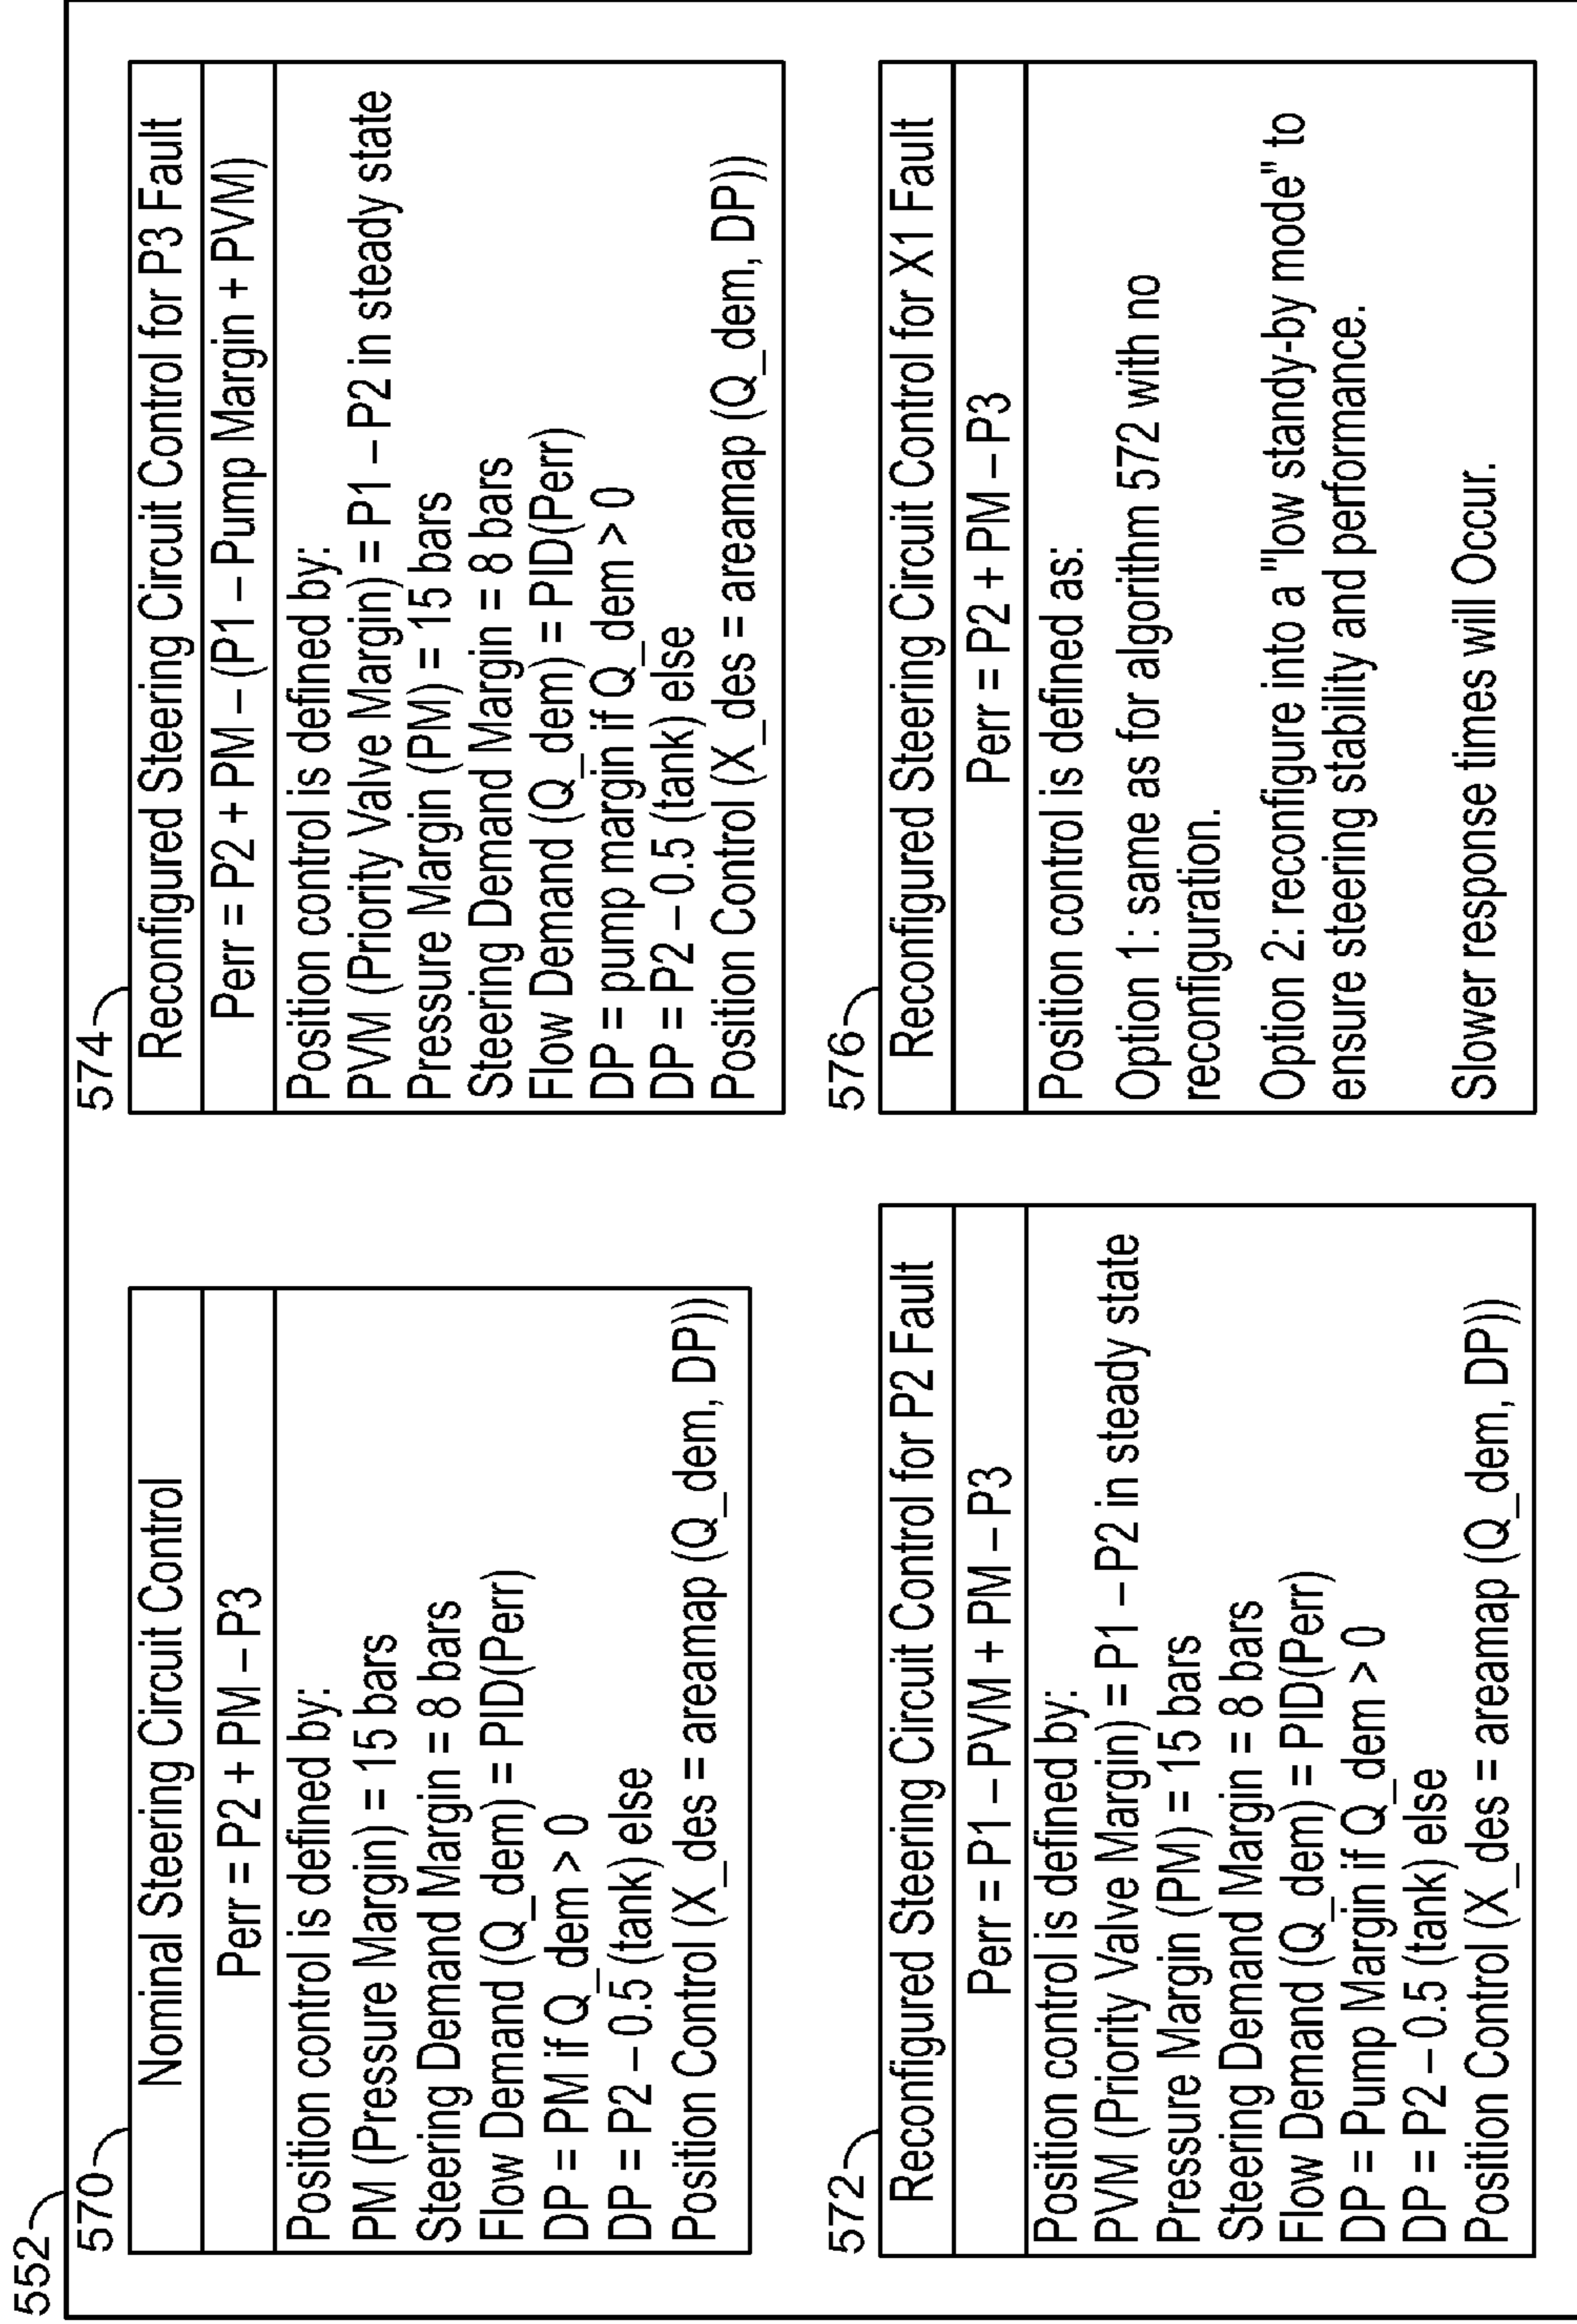 552
570
Nominal Steering Circuit Control
Perr = P2 + PM – P3
Position control is defined by:
PM (Pressure Margin) = 15 bars
Steering Demand Margin = 8 bars
Flow Demand (Q_dem) = PID(Perr)
DP = PM if Q_dem > 0
DP = P2 – 0.5 (tank) else
Position Control (X_des = areamap (Q_dem, DP))
572
Reconfigured Steering Circuit Control for P2 Fault
Perr = P1 – PVM + PM – P3
Position control is defined by:
PVM (Priority Valve Margin) = P1 – P2 in steady state
Pressure Margin (PM) = 15 bars
Steering Demand Margin = 8 bars
Flow Demand (Q_dem) = PID(Perr)
DP = Pump Margin if Q_dem > 0
DP = P2 – 0.5 (tank) else
Position Control (X_des = areamap (Q_dem, DP))
574
Reconfigured Steering Circuit Control for P3 Fault
Perr = P2 + PM – (P1 – Pump Margin + PVM)
Position control is defined by:
PVM (Priority Valve Margin) = P1 – P2 in steady state
Pressure Margin (PM) = 15 bars
Steering Demand Margin = 8 bars
Flow Demand (Q_dem) = PID(Perr)
DP = pump margin if Q_dem > 0
DP = P2 – 0.5 (tank) else
Position Control (X_des = areamap (Q_dem, DP))
576
Reconfigured Steering Circuit Control for X1 Fault
Perr = P2 + PM – P3
Position control is defined as:
Option 1: same as for algorithm 572 with no
reconfiguration.
Option 2: reconfigure into a "low standy-by mode" to
ensure steering stability and performance.
Slower response times will Occur.